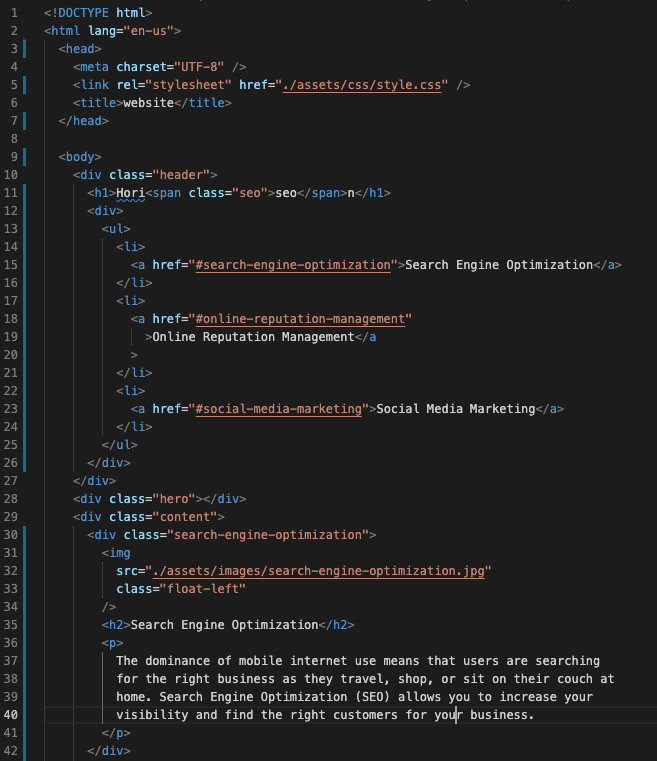 1 <!DOCTYPE html>
2 <html lang="en-us">
3 <head>
4 <meta charset="UTF-8" />
5 <link rel="stylesheet" href="./assets/css/style.css" />
6 <title>website</title>
7 </head>
8
9 <body>
10 <div class="header">
11 <h1>Hori<span class="seo">seo</span>n</h1>
12 <div>
13 <ul>
14 <li>
15 <a href="#search-engine-optimization">Search Engine Optimization</a>
16 </li>
17 <li>
18 <a href="#online-reputation-management"
19 >Online Reputation Management</a
20 >
21 </li>
22 <li>
23 <a href="#social-media-marketing">Social Media Marketing</a>
24 </li>
25 </ul>
26 </div>
27 </div>
28 <div class="hero"></div>
29 <div class="content">
30 <div class="search-engine-optimization">
31 <img
32 src="./assets/images/search-engine-optimization.jpg"
33 class="float-left"
34 />
35 <h2>Search Engine Optimization</h2>
36 <p>
37 The dominance of mobile internet use means that users are searching
38 for the right business as they travel, shop, or sit on their couch at
39 home. Search Engine Optimization (SEO) allows you to increase your
40 visibility and find the right customers for your business.
41 </p>
42 </div>